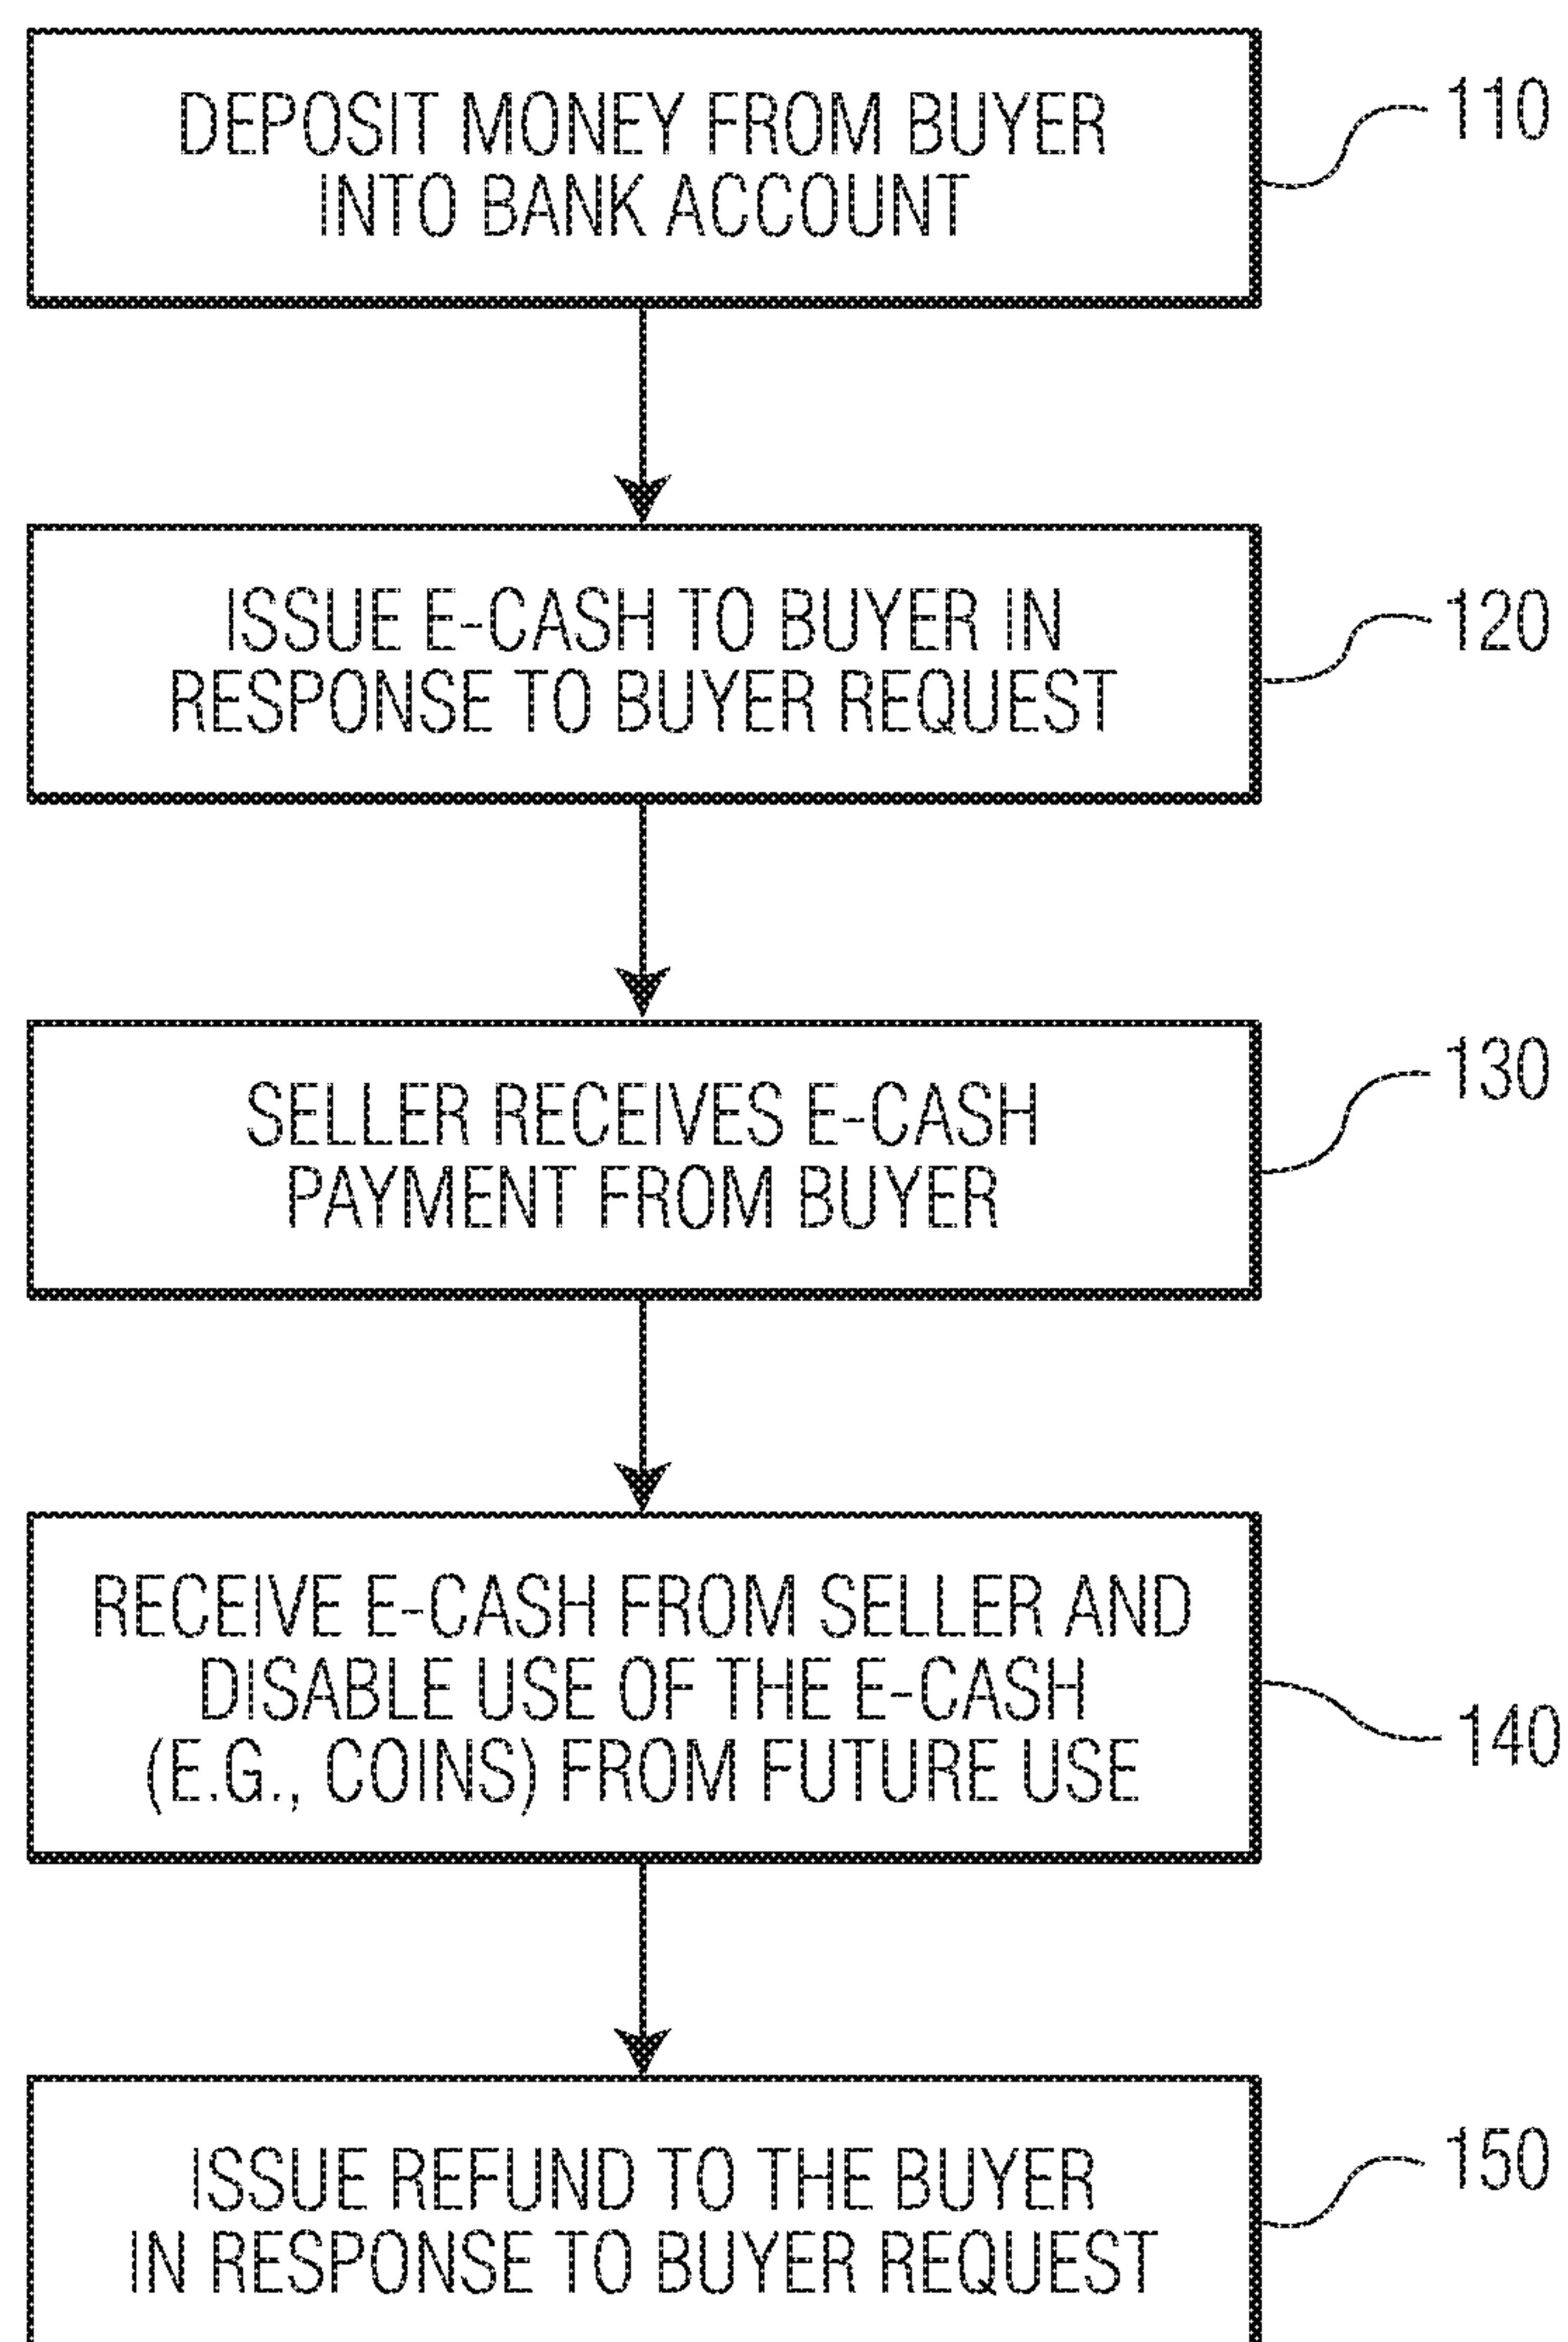 DEPOSIT MONEY FROM BUYER
INTO BANK ACCOUNT
110
ISSUE E-CASH TO BUYER IN
RESPONSE TO BUYER REQUEST
120
SELLER RECEIVES E-CASH
PAYMENT FROM BUYER
130
RECEIVE E-CASH FROM SELLER AND
DISABLE USE OF THE E-CASH
(E.G., COINS) FROM FUTURE USE
140
ISSUE REFUND TO THE BUYER
IN RESPONSE TO BUYER REQUEST
150